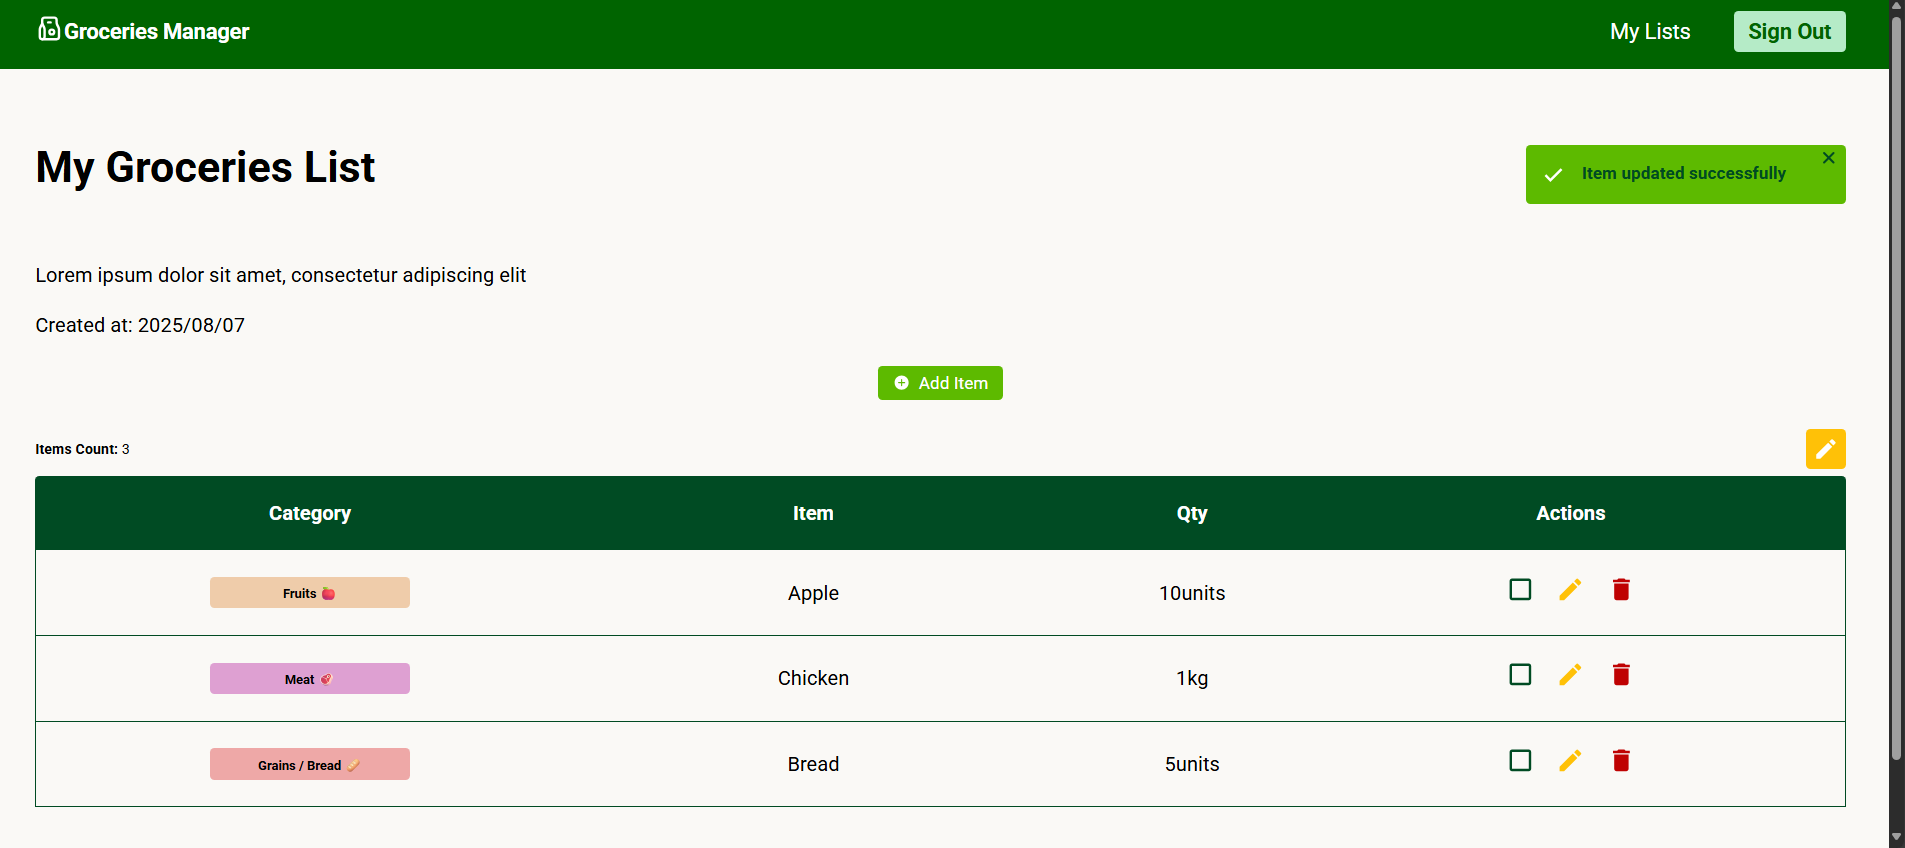 Groceries Manager
My Lists
Sign Out
My Groceries List
Item updated successfully
Lorem ipsum dolor sit amet, consectetur adipiscing elit
Created at: 2025/08/07
Add Item
Items Count: 3
Category Item Qty Actions
Fruits 🍎 Apple 10units
Meat 🥩 Chicken 1kg
Grains / Bread 🥖 Bread 5units